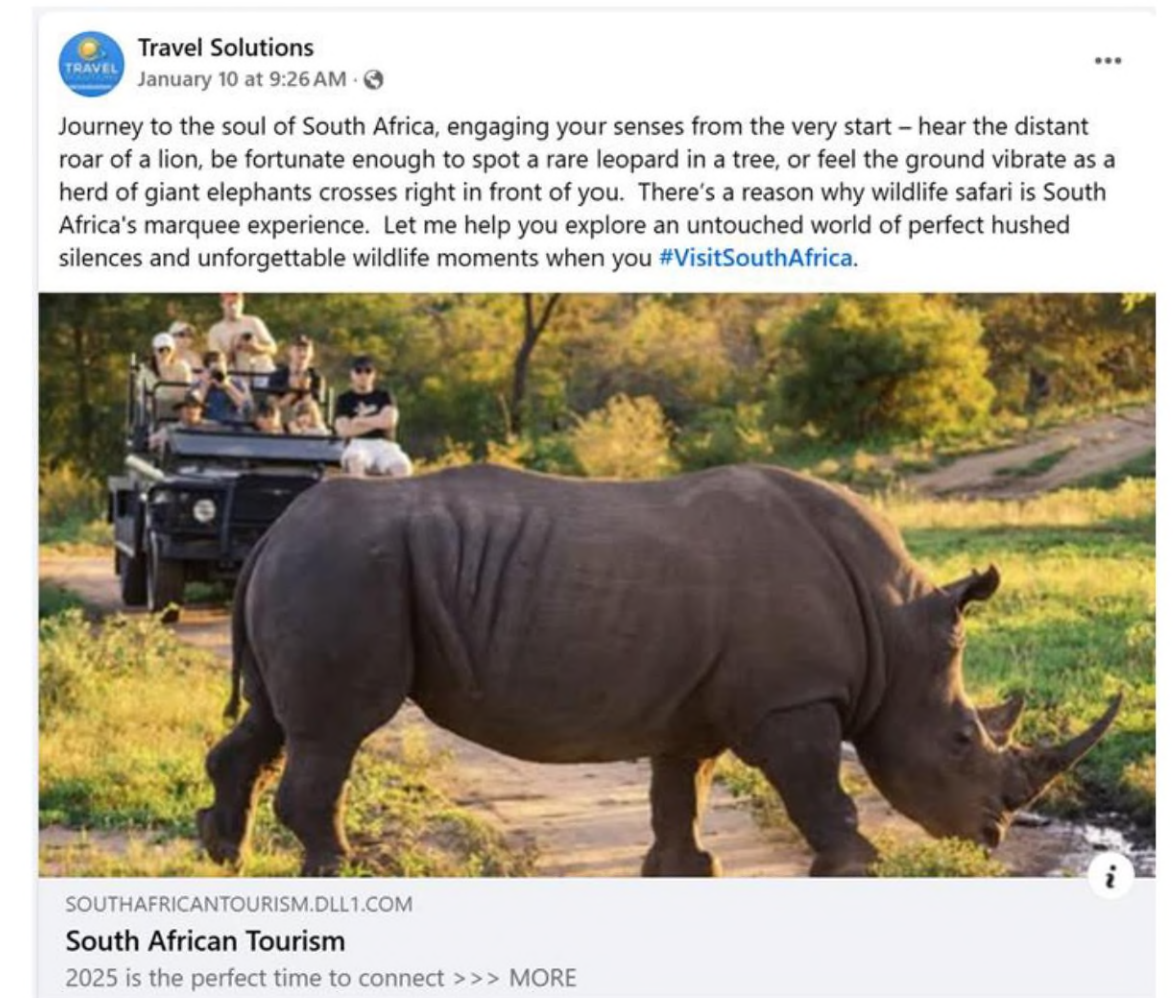 Travel Solutions
January 10 at 9:26 AM ·
TRAVEL
Journey to the soul of South Africa, engaging your senses from the very start – hear the distant
roar of a lion, be fortunate enough to spot a rare leopard in a tree, or feel the ground vibrate as a
herd of giant elephants crosses right in front of you.  There's a reason why wildlife safari is South
Africa's marquee experience.  Let me help you explore an untouched world of perfect hushed
silences and unforgettable wildlife moments when you #VisitSouthAfrica.
i
SOUTHAFRICANTOURISM.DLL1.COM
South African Tourism
2025 is the perfect time to connect >>> MORE